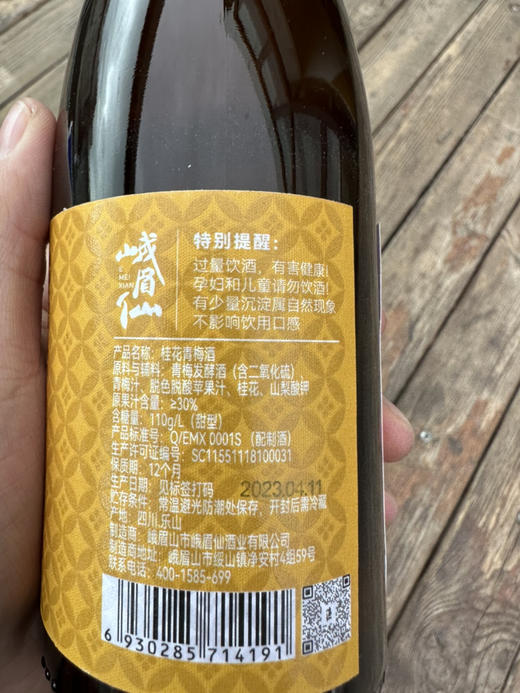 峨眉仙
E MEI XIAN
特别提醒：
过量饮酒，有害健康！
孕妇和儿童请勿饮酒！
有少量沉淀属自然现象
不影响饮用口感
产品名称：桂花青梅酒
原料与辅料：青梅发酵酒（含二氧化硫）
青梅汁、脱色脱酸苹果汁、桂花、山梨酸钾
原果汁含量：≥30%
含糖量：110g/L（甜型）
产品标准号：Q/EMX 0001S（配制酒）
生产许可证编号：SC11551118100031
保质期：12个月
生产日期：见标签打码 2023.04.11
贮存条件：常温避光防潮处保存，开封后需冷藏
产地：四川.乐山
制造商：峨眉山市峨眉仙酒业有限公司
制造商地址：峨眉山市绥山镇净安村4组59号
联系电话：400-1585-699
6 930285 714191